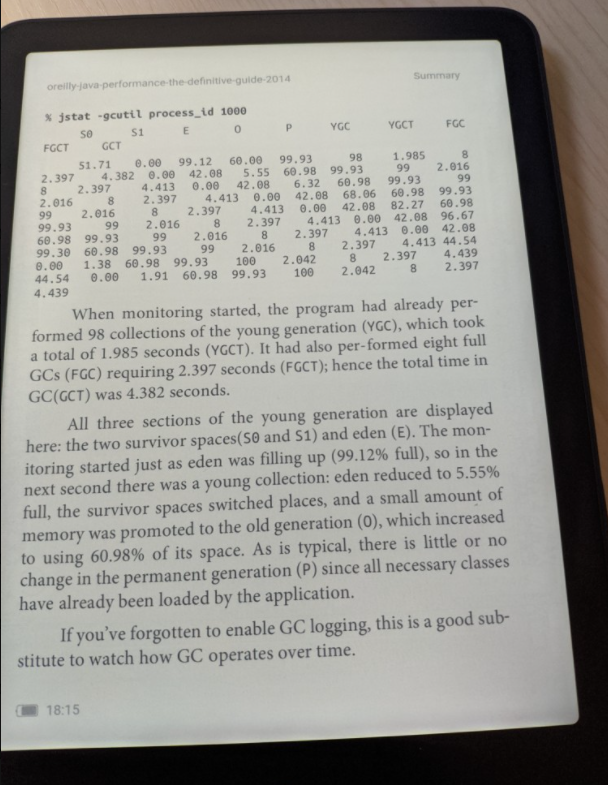 oreilly-java-performance-the-definitive-guide-2014
Summary
% jstat -gcutil process_id 1000
S0 S1 E O P YGC YGCT FGC
FGCT GCT
51.71 0.00 99.12 60.00 99.93 98 1.985 8
2.397 4.382 0.00 42.08 5.55 60.98 99.93 99 2.016
8 2.397 4.413 0.00 42.08 6.32 60.98 99.93 99
2.016 8 2.397 4.413 0.00 42.08 68.06 60.98 99.93
99 2.016 8 2.397 4.413 0.00 42.08 82.27 60.98
99.93 99 2.016 8 2.397 4.413 0.00 42.08 96.67
60.98 99.93 99 2.016 8 2.397 4.413 0.00 42.08
99.30 60.98 99.93 99 2.016 8 2.397 4.413 44.54
0.00 1.38 60.98 99.93 100 2.042 8 2.397 4.439
44.54 0.00 1.91 60.98 99.93 100 2.042 8 2.397
4.439
When monitoring started, the program had already per-
formed 98 collections of the young generation (YGC), which took
a total of 1.985 seconds (YGCT). It had also per-formed eight full
GCs (FGC) requiring 2.397 seconds (FGCT); hence the total time in
GC(GCT) was 4.382 seconds.
All three sections of the young generation are displayed
here: the two survivor spaces(S0 and S1) and eden (E). The mon-
itoring started just as eden was filling up (99.12% full), so in the
next second there was a young collection: eden reduced to 5.55%
full, the survivor spaces switched places, and a small amount of
memory was promoted to the old generation (O), which increased
to using 60.98% of its space. As is typical, there is little or no
change in the permanent generation (P) since all necessary classes
have already been loaded by the application.
If you've forgotten to enable GC logging, this is a good sub-
stitute to watch how GC operates over time.
18:15